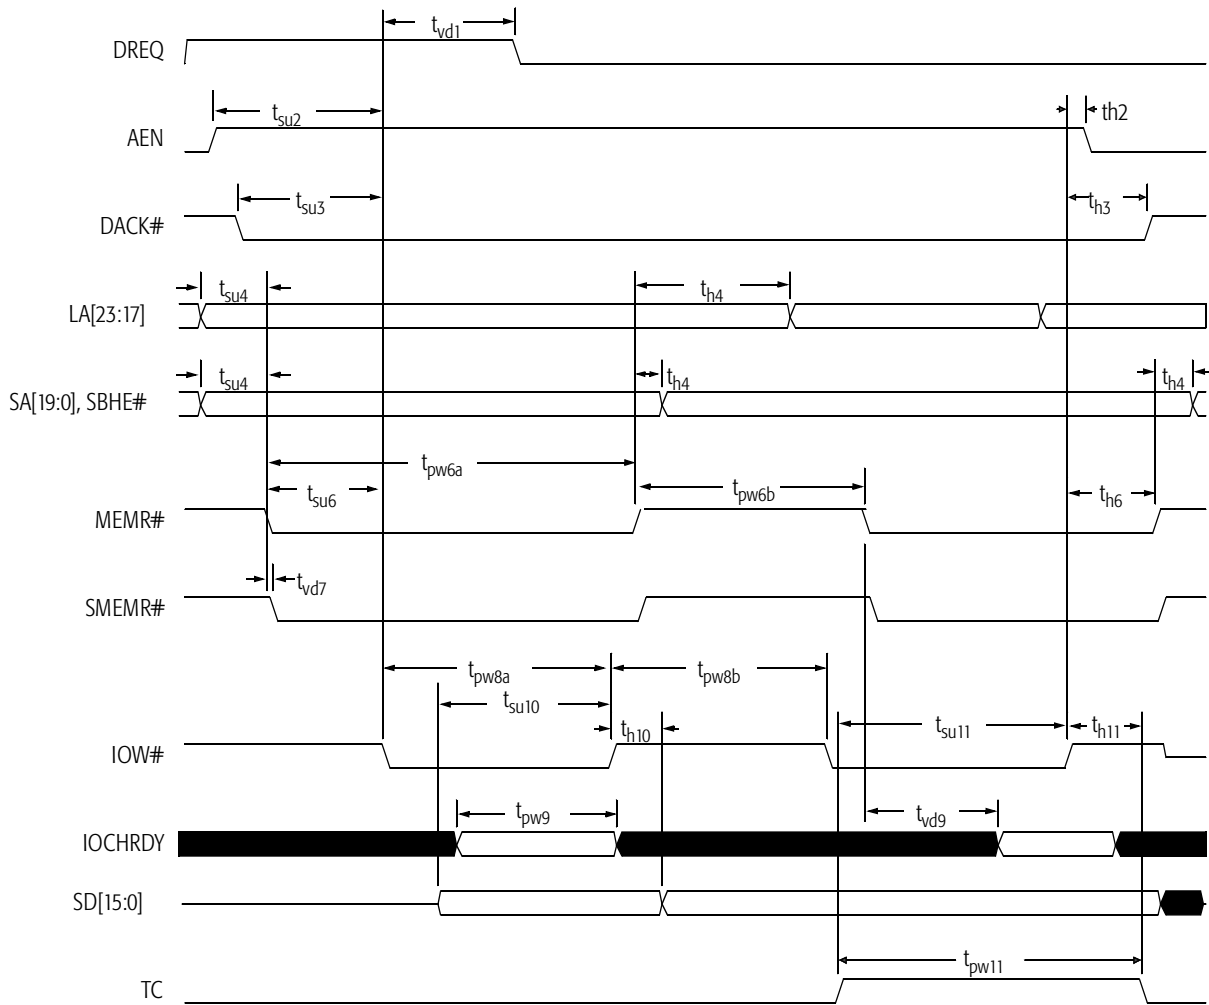 t_vd1
DREQ
t_su2
th2
AEN
t_su3
t_h3
DACK#
t_su4
t_h4
LA[23:17]
t_su4
t_h4
t_h4
SA[19:0], SBHE#
t_pw6a
t_su6
t_pw6b
t_h6
MEMR#
t_vd7
SMEMR#
t_pw8a
t_pw8b
t_su10
t_h10
t_su11
t_h11
IOW#
t_pw9
t_vd9
IOCHRDY
SD[15:0]
t_pw11
TC